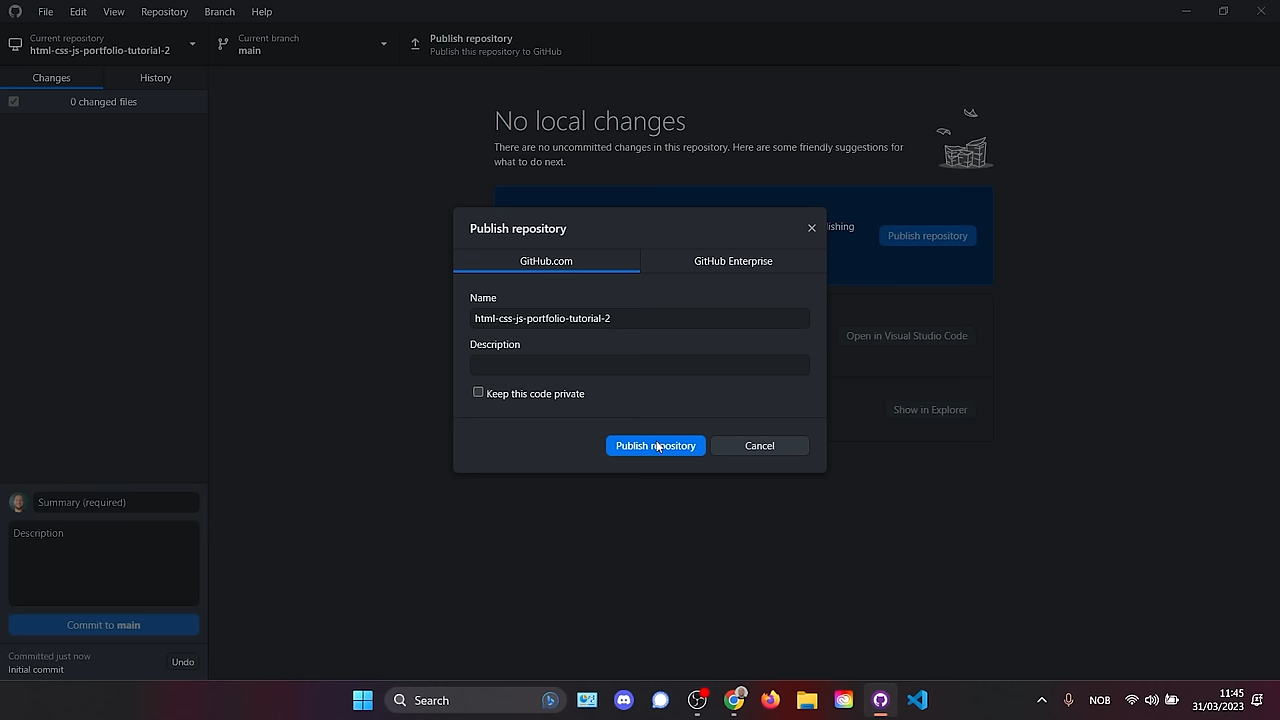 File Edit View Repository Branch Help
Current repository
html-css-js-portfolio-tutorial-2
Current branch
main
Publish repository
Publish this repository to GitHub
Changes History
0 changed files
No local changes
There are no uncommitted changes in this repository. Here are some friendly suggestions for
what to do next.
ishing
Publish repository
Open in Visual Studio Code
Show in Explorer
Publish repository
GitHub.com GitHub Enterprise
Name
html-css-js-portfolio-tutorial-2
Description
Keep this code private
Publish repository Cancel
Summary (required)
Description
Commit to main
Committed just now
Initial commit
Undo
Search
NOB
11:45
31/03/2023